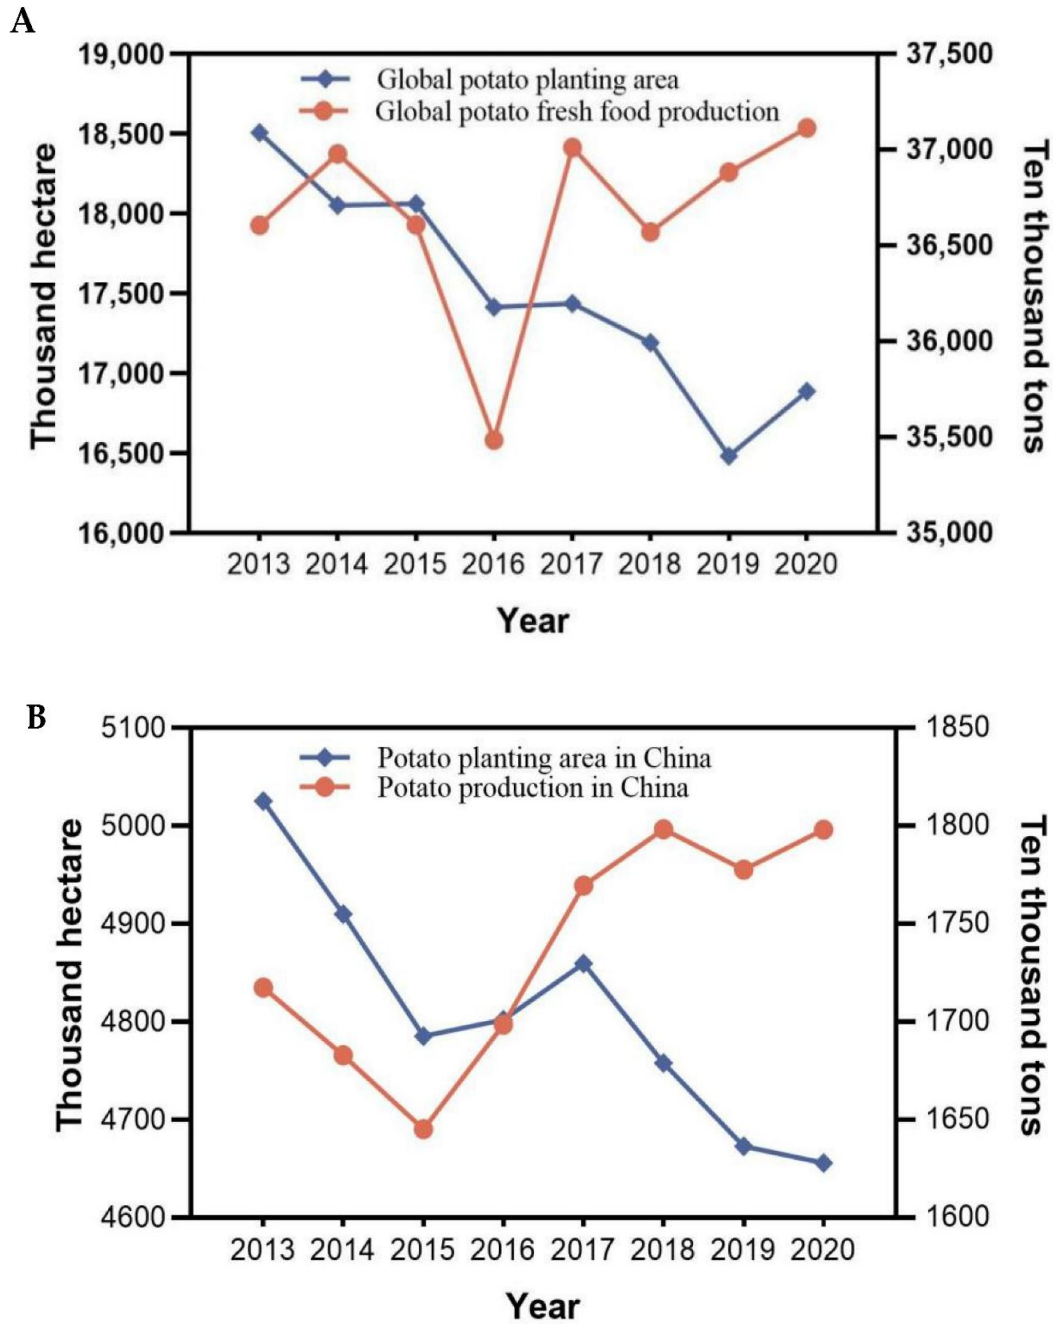 A
Global potato planting area
Global potato fresh food production
Thousand hectare
19,000
18,500
18,000
17,500
17,000
16,500
16,000
37,500
37,000
36,500
36,000
35,500
35,000
Ten thousand tons
2013 2014 2015 2016 2017 2018 2019 2020
Year
B
Potato planting area in China
Potato production in China
Thousand hectare
5100
5000
4900
4800
4700
4600
1850
1800
1750
1700
1650
1600
Ten thousand tons
2013 2014 2015 2016 2017 2018 2019 2020
Year